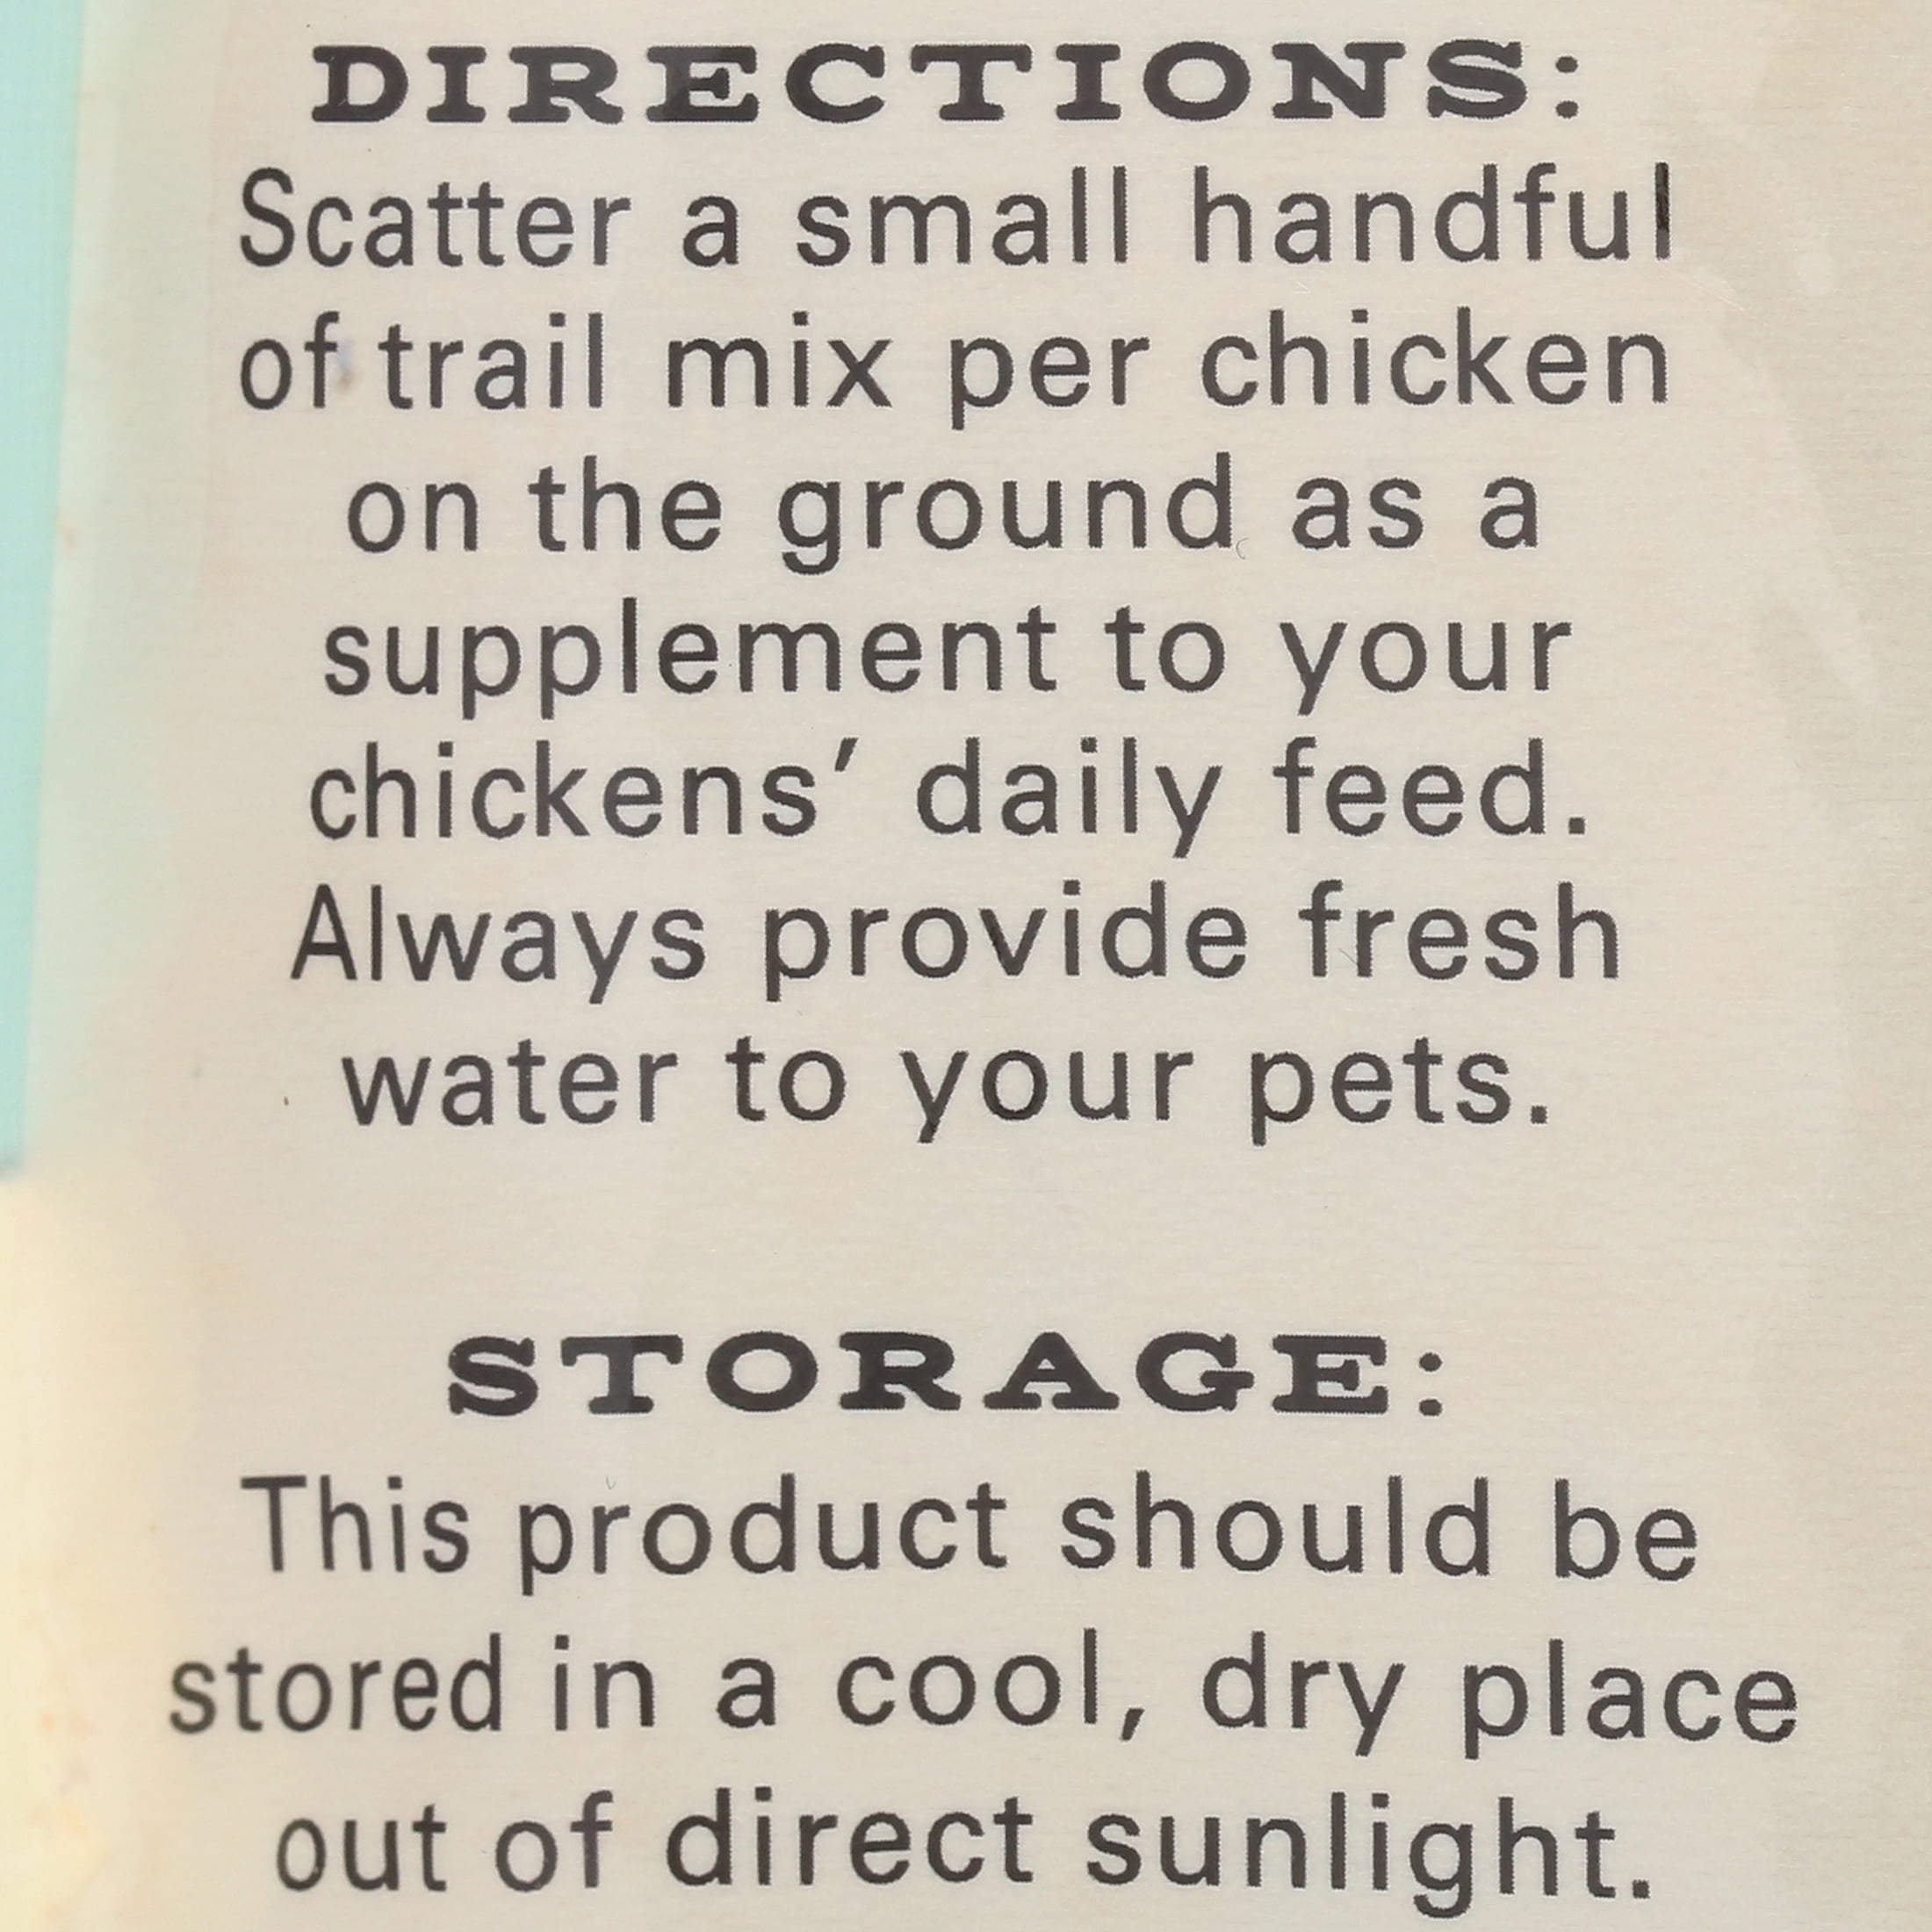 DIRECTIONS:
Scatter a small handful
of trail mix per chicken
on the ground as a
supplement to your
chickens’ daily feed.
Always provide fresh
water to your pets.
STORAGE:
This product should be
stored in a cool, dry place
out of direct sunlight.